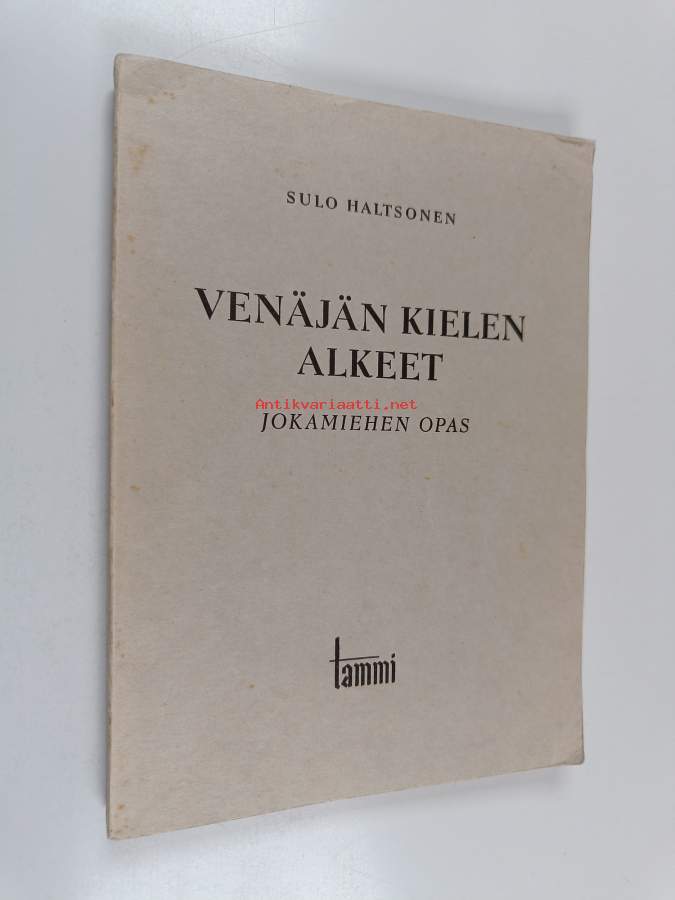 SULO HALTSONEN
VENÄJÄN KIELEN
ALKEET
Antikvariaatti.net
JOKAMIEHEN OPAS
tammi